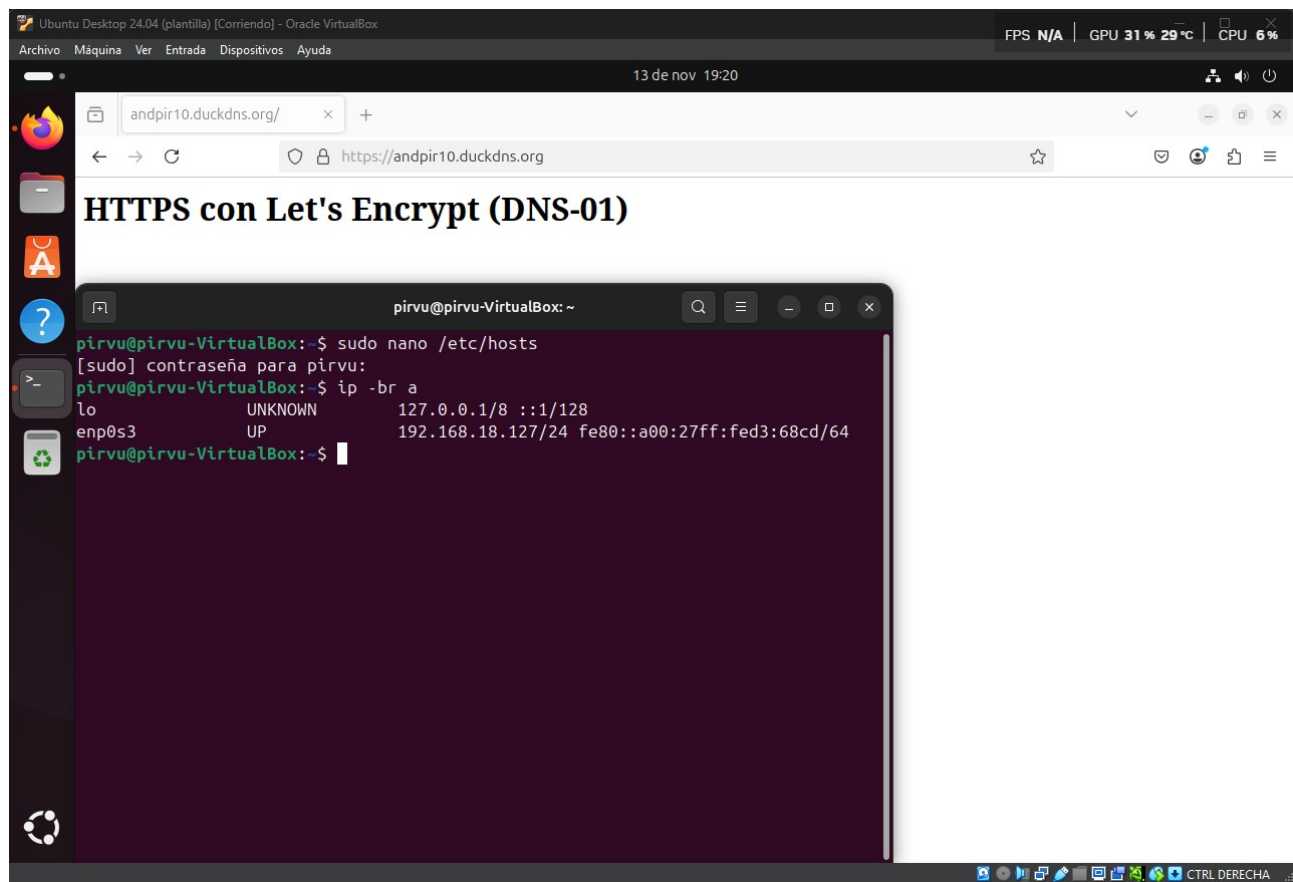 Ubuntu Desktop 24.04 (plantilla) [Corriendo] - Oracle VirtualBox
FPS N/A | GPU 31 % 29 °C | CPU 6 %
Archivo Máquina Ver Entrada Dispositivos Ayuda
13 de nov 19:20
andpir10.duckdns.org/
https://andpir10.duckdns.org
HTTPS con Let's Encrypt (DNS-01)
pirvu@pirvu-VirtualBox: ~
pirvu@pirvu-VirtualBox:~$ sudo nano /etc/hosts
[sudo] contraseña para pirvu:
pirvu@pirvu-VirtualBox:~$ ip -br a
lo UNKNOWN 127.0.0.1/8 ::1/128
enp0s3 UP 192.168.18.127/24 fe80::a00:27ff:fed3:68cd/64
pirvu@pirvu-VirtualBox:~$
CTRL DERECHA